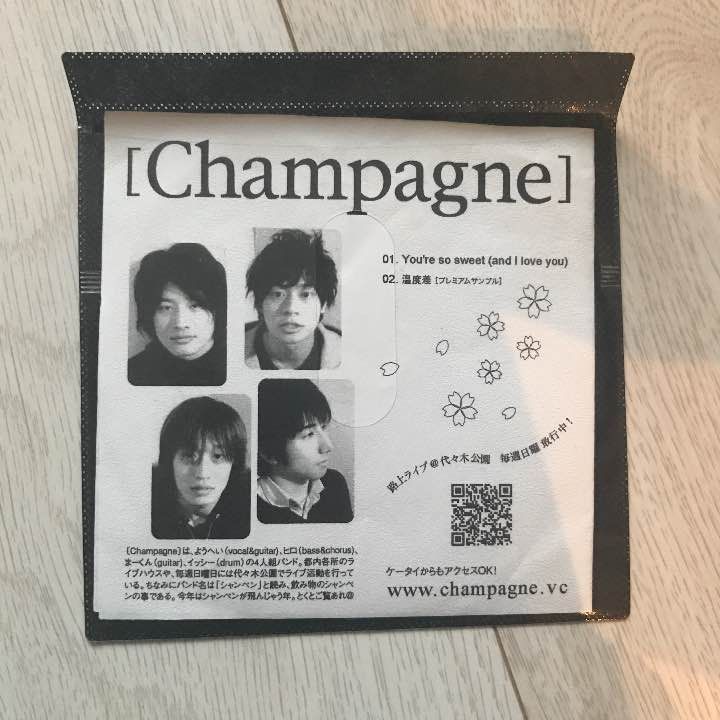 [Champagne]
01. You're so sweet (and I love you)
02. 温度差 [プレミアムサンプル]
路上ライブ@代々木公園 毎週日曜 敢行中!
[Champagne]は、ようへい(vocal&guitar)、ヒロ(bass&chorus)、
まーくん(guitar)、イッシー(drum)の4人組バンド。都内各所のラ
イブハウスや、毎週日曜日には代々木公園でライブ活動を行って
いる。ちなみにバンド名は「シャンペン」と読み、飲み物のシャンペ
ンの事である。今年はシャンペンが飛んじゃう年。とくとご覧あれ@
ケータイからもアクセスOK!
www.champagne.vc